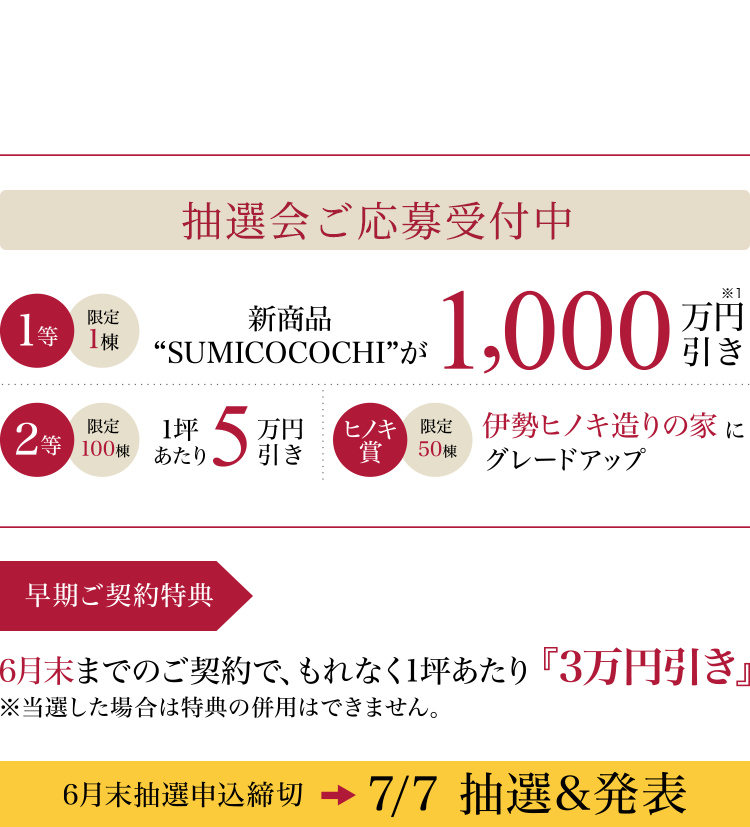 抽選会ご応募受付中
1等
限定
1棟
新商品
“SUMICOCOCHI”が
1,000
※1
万円
引き
2等
限定
100棟
1坪
あたり
5
万円
引き
ヒノキ
賞
限定
50棟
伊勢ヒノキ造りの家に
グレードアップ
早期ご契約特典
6月末までのご契約で、もれなく1坪あたり『3万円引き』
※当選した場合は特典の併用はできません。
6月末抽選申込締切 ➡ 7/7 抽選&発表